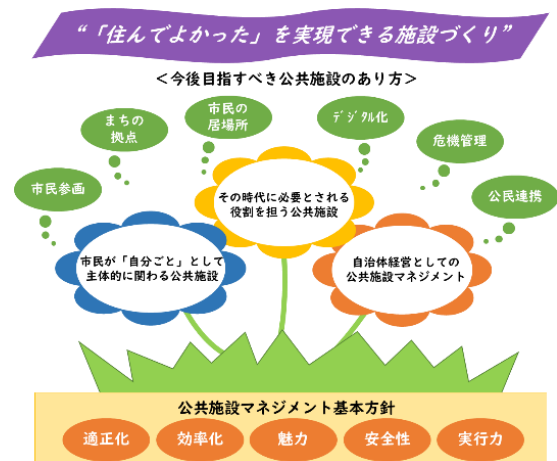 “「住んでよかった」を実現できる施設づくり”
＜今後目指すべき公共施設のあり方＞
市民参画
まちの
拠点
市民の
居場所
デジタル化
危機管理
公民連携
その時代に必要とされる
役割を担う公共施設
市民が「自分ごと」として
主体的に関わる公共施設
自治体経営としての
公共施設マネジメント
公共施設マネジメント基本方針
適正化
効率化
魅力
安全性
実行力